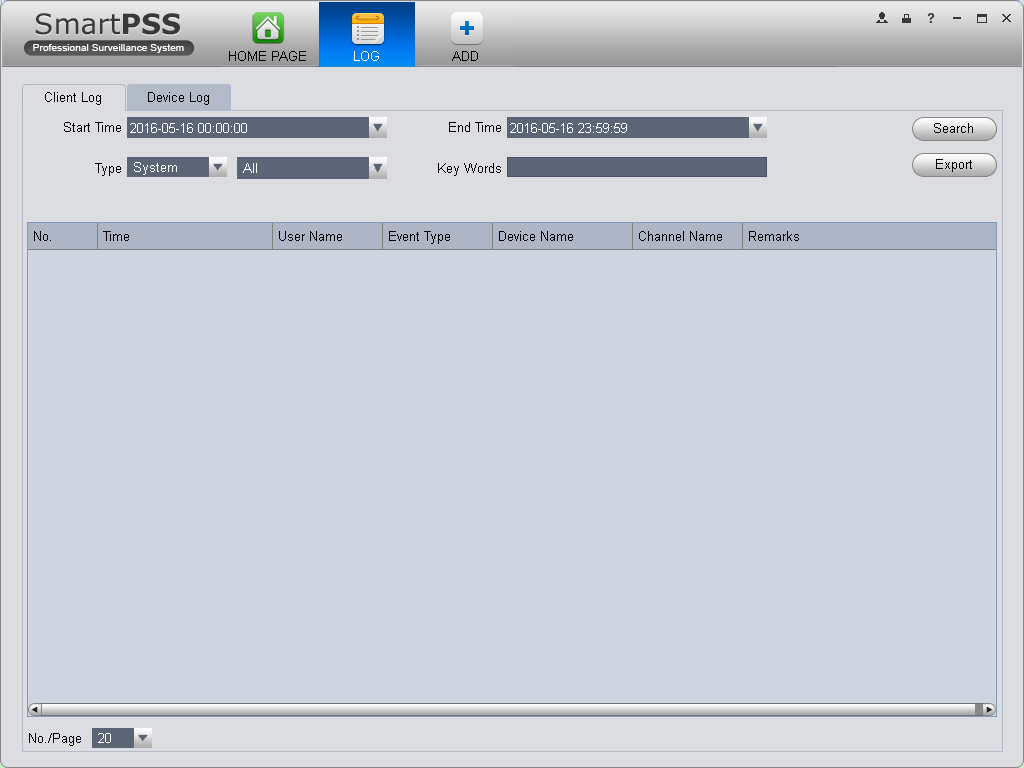 SmartPSS
Professional Surveillance System
HOME PAGE
LOG
ADD
?
Client Log
Device Log
Start Time 2016-05-16 00:00:00
End Time 2016-05-16 23:59:59
Search
Type System All
Key Words
Export
No. Time User Name Event Type Device Name Channel Name Remarks
No./Page 20